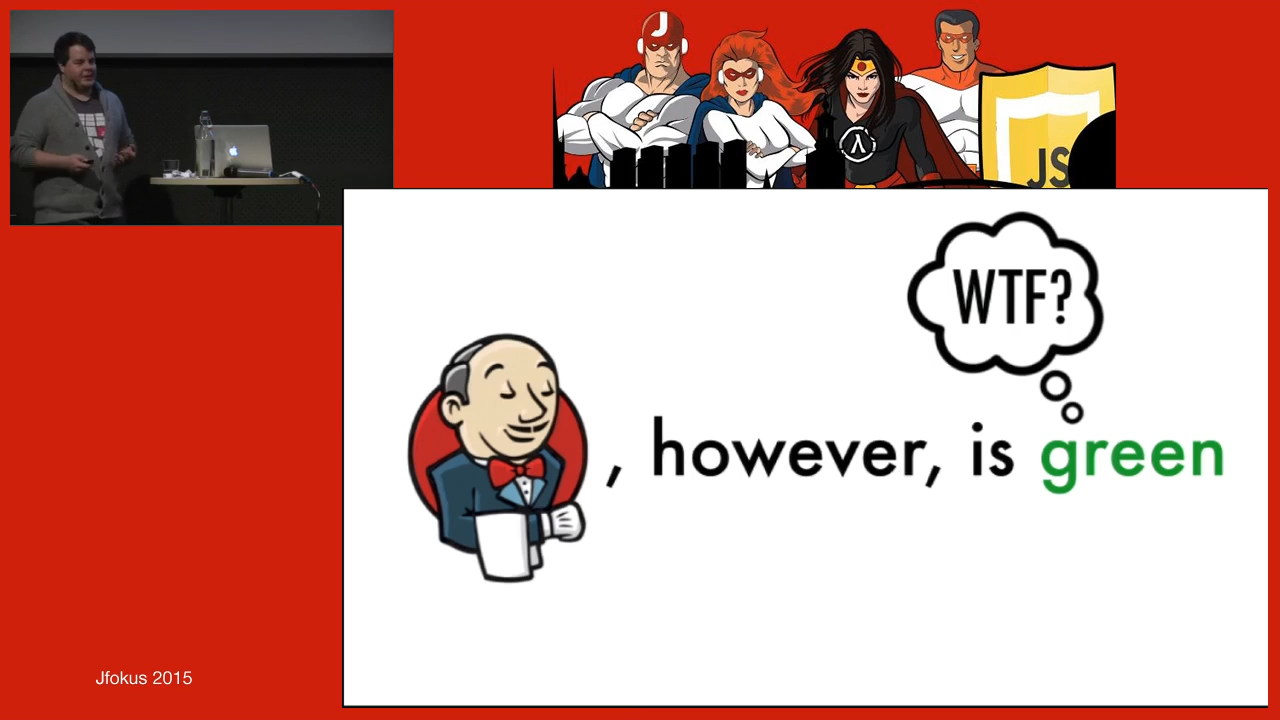 J
λ
JS
WTF?
, however, is green
Jfokus 2015